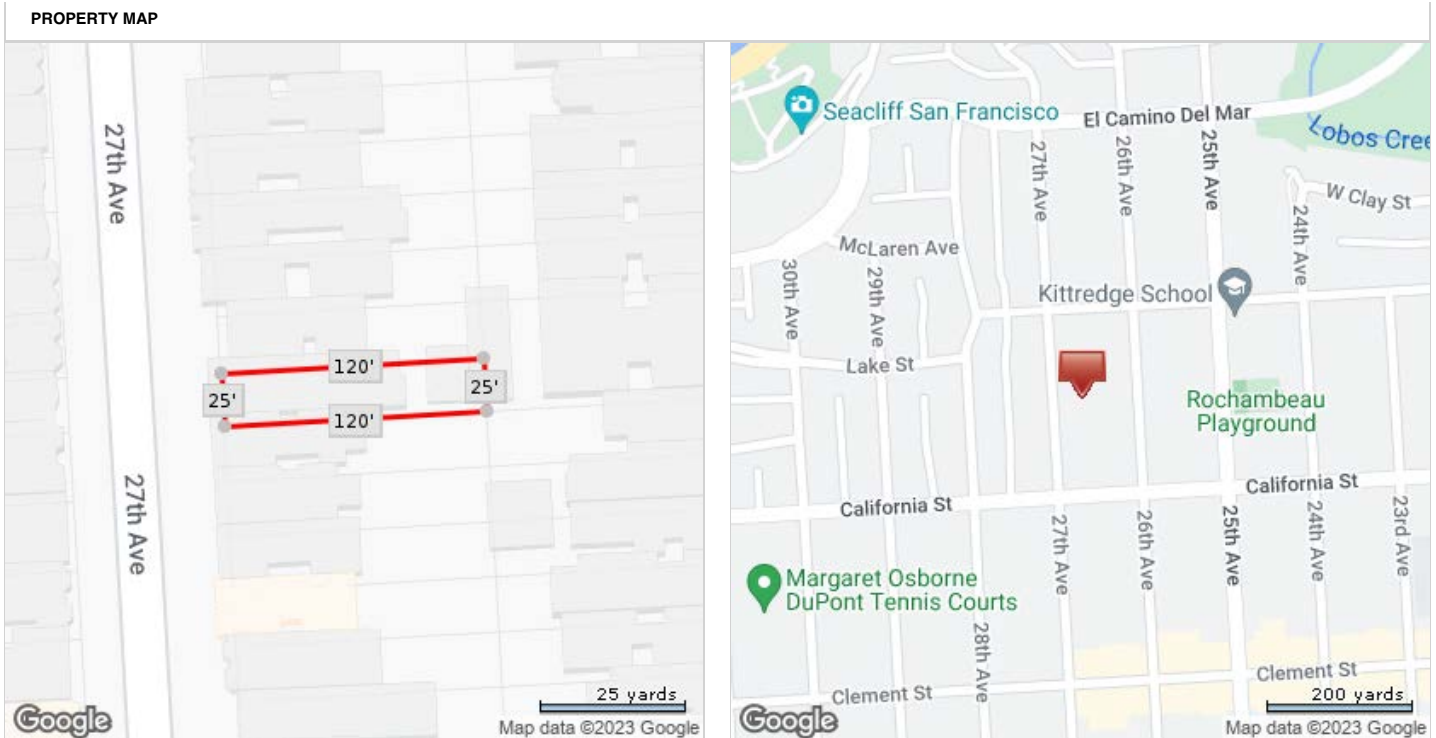 PROPERTY MAP
27th Ave
120'
25'
25'
120'
27th Ave
25 yards
Google
Map data ©2023 Google
Seacliff San Francisco
El Camino Del Mar
Lobos Cree
27th Ave
26th Ave
25th Ave
W Clay St
24th Ave
McLaren Ave
30th Ave
29th Ave
Kittredge School
Lake St
Rochambeau
Playground
California St
California St
27th Ave
26th Ave
25th Ave
24th Ave
23rd Ave
Margaret Osborne
DuPont Tennis Courts
28th Ave
Clement St
Clement St
200 yards
Google
Map data ©2023 Google